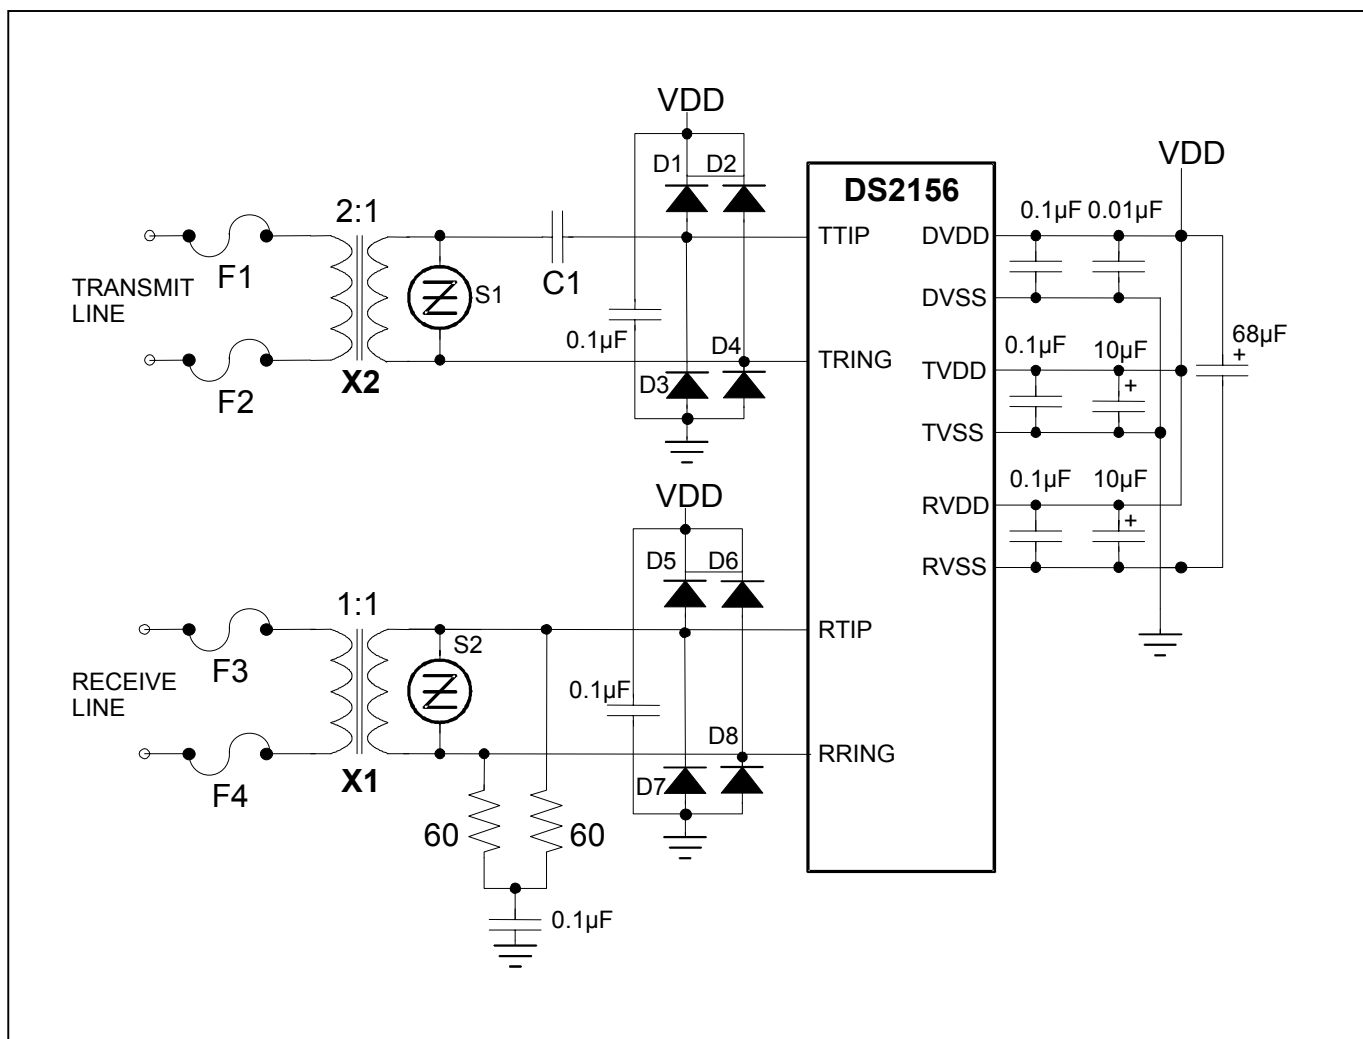 VDD
D1
D2
DS2156
VDD
0.1µF
0.01µF
2:1
TTIP
DVDD
F1
C1
S1
TRANSMIT
LINE
DVSS
0.1µF
D4
TRING
0.1µF
10µF
68µF
+
TVDD
X2
D3
F2
+
TVSS
VDD
0.1µF
10µF
RVDD
+
D5
D6
RVSS
1:1
RTIP
S2
F3
RECEIVE
LINE
0.1µF
D8
RRING
F4
X1
D7
60
60
0.1µF